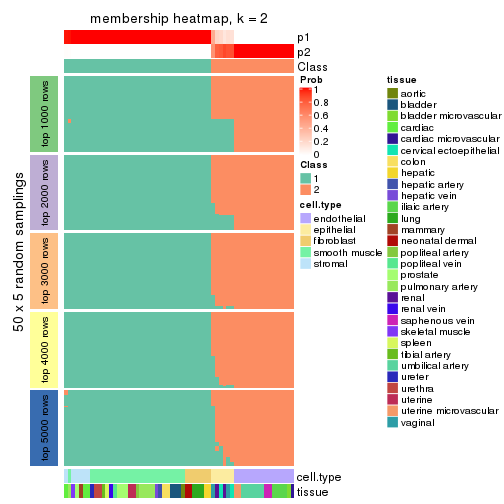 membership heatmap, k = 2
p1
p2
Class
50 x 5 random samplings
top 1000 rows
top 2000 rows
top 3000 rows
top 4000 rows
top 5000 rows
cell.type
tissue
Prob
1
0.8
0.6
0.4
0.2
0
Class
1
2
cell.type
endothelial
epithelial
fibroblast
smooth muscle
stromal
tissue
aortic
bladder
bladder microvascular
cardiac
cardiac microvascular
cervical ectoepithelial
colon
hepatic
hepatic artery
hepatic vein
iliaic artery
lung
mammary
neonatal dermal
popliteal artery
popliteal vein
prostate
pulmonary artery
renal
renal vein
saphenous vein
skeletal muscle
spleen
tibial artery
umbilical artery
ureter
urethra
uterine
uterine microvascular
vaginal